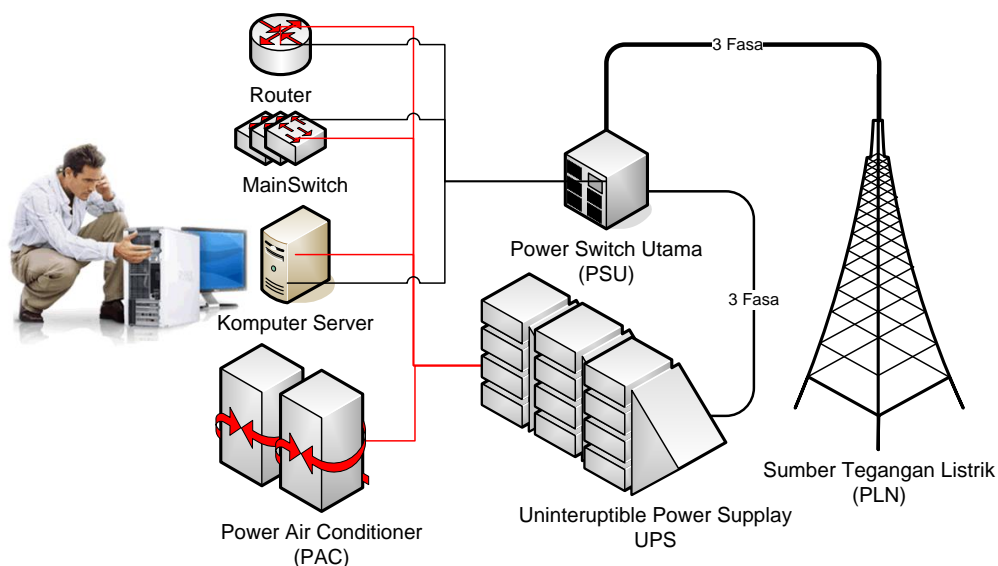 3 Fasa
Router
MainSwitch
Power Switch Utama
(PSU)
3 Fasa
Komputer Server
Sumber Tegangan Listrik
(PLN)
Uninteruptible Power Supplay
UPS
Power Air Conditioner
(PAC)